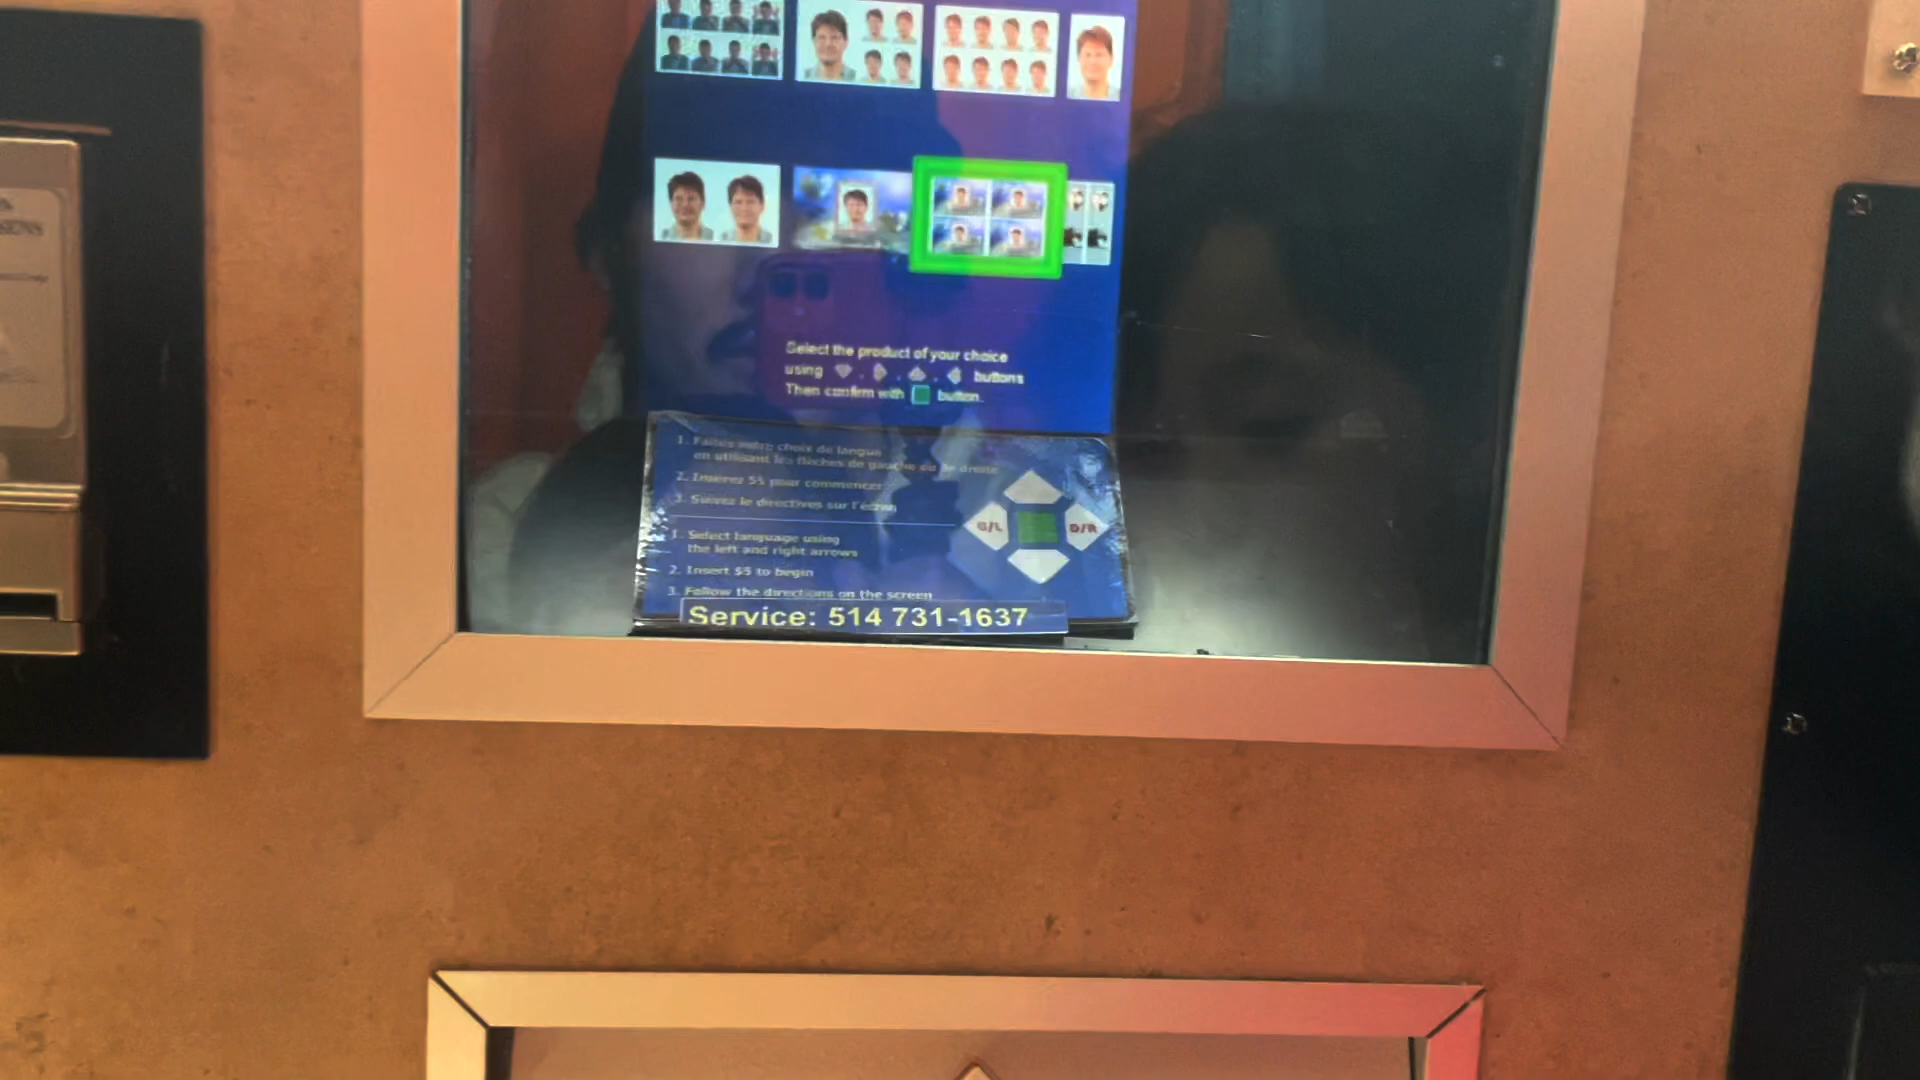 Select the product of your choice
using buttons
Then confirm with button.
1. Faites votre choix de langue
en utilisant les flèches de gauche ou de droite
2. Insérez 5$ pour commencer
3. Suivez le directives sur l'écran
G/L
D/R
1. Select language using
the left and right arrows
2. Insert $5 to begin
3. Follow the directions on the screen
Service: 514 731-1637